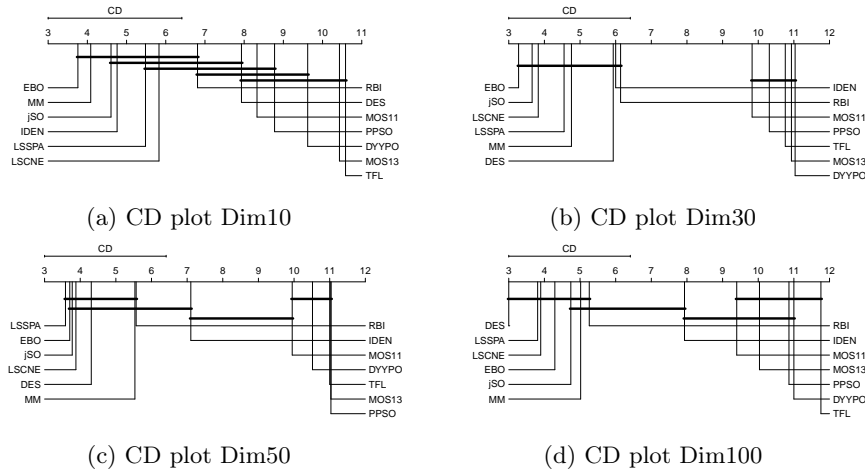 CD
3 4 5 6 7 8 9 10 11
EBO
MM
jSO
IDEN
LSSPA
LSCNE
RBI
DES
MOS11
PPSO
DYYPO
MOS13
TFL
(a) CD plot Dim10
CD
3 4 5 6 7 8 9 10 11 12
EBO
jSO
LSCNE
LSSPA
MM
DES
IDEN
RBI
MOS11
PPSO
TFL
MOS13
DYYPO
(b) CD plot Dim30
CD
3 4 5 6 7 8 9 10 11 12
LSSPA
EBO
jSO
LSCNE
DES
MM
RBI
IDEN
MOS11
DYYPO
TFL
MOS13
PPSO
(c) CD plot Dim50
CD
3 4 5 6 7 8 9 10 11 12
DES
LSSPA
LSCNE
EBO
jSO
MM
RBI
IDEN
MOS11
MOS13
PPSO
DYYPO
TFL
(d) CD plot Dim100